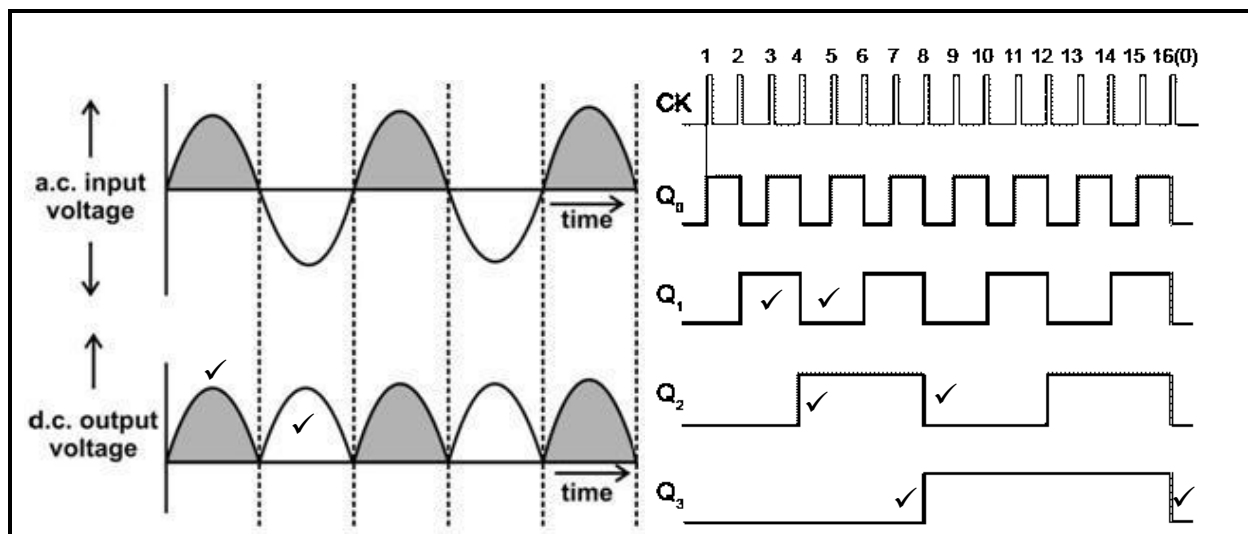 a.c. input
voltage
time
d.c. output
voltage
time
1 2 3 4 5 6 7 8 9 10 11 12 13 14 15 16(0)
CK
Q0
Q1
Q2
Q3